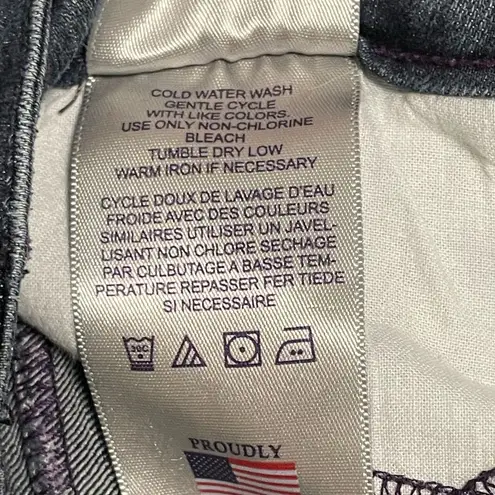 COLD WATER WASH
GENTLE CYCLE
WITH LIKE COLORS.
USE ONLY NON-CHLORINE
BLEACH
TUMBLE DRY LOW
WARM IRON IF NECESSARY
CYCLE DOUX DE LAVAGE D'EAU
FROIDE AVEC DES COULEURS
SIMILAIRES UTILISER UN JAVEL-
LISANT NON CHLORE SECHAGE
PAR CULBUTAGE A BASSE TEM-
PERATURE REPASSER FER TIEDE
SI NECESSAIRE
30C
PROUDLY